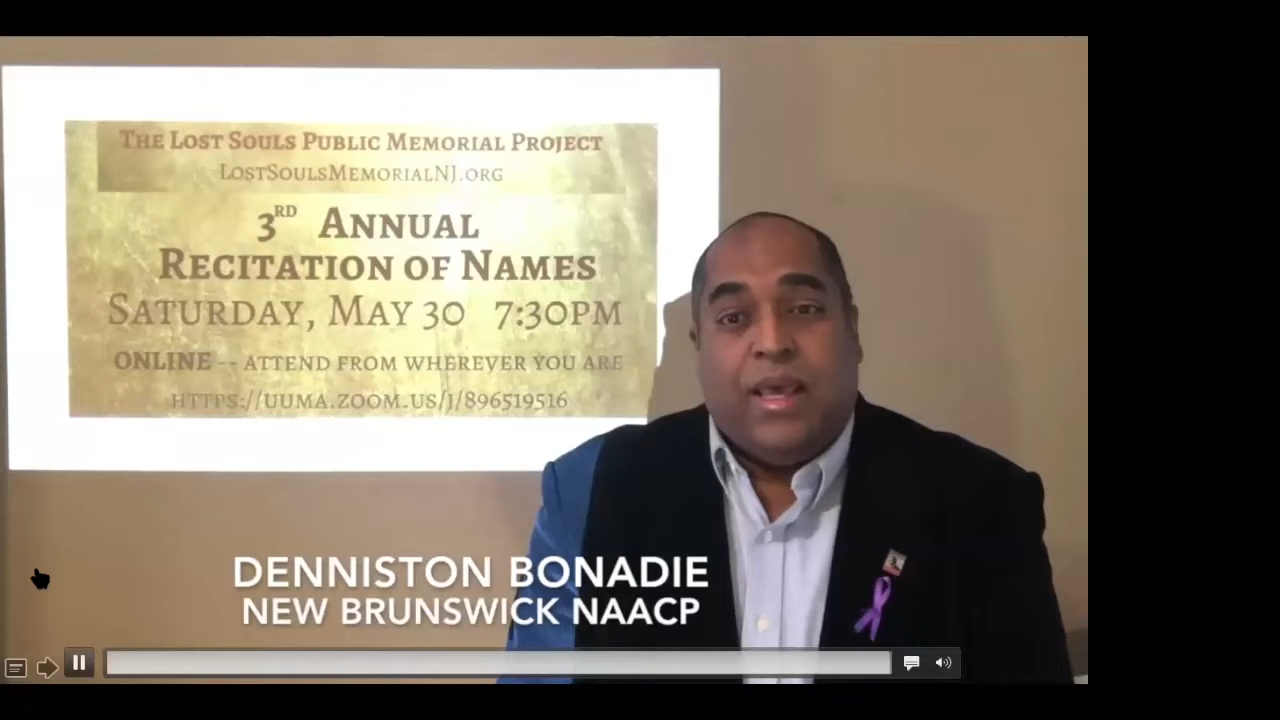 THE LOST SOULS PUBLIC MEMORIAL PROJECT
LOSTSOULSMEMORIALNJ.ORG
3RD ANNUAL
RECITATION OF NAMES
SATURDAY, MAY 30 7:30PM
ONLINE -- ATTEND FROM WHEREVER YOU ARE
HTTPS://UUMA.ZOOM.US/J/896519516
DENNISTON BONADIE
NEW BRUNSWICK NAACP